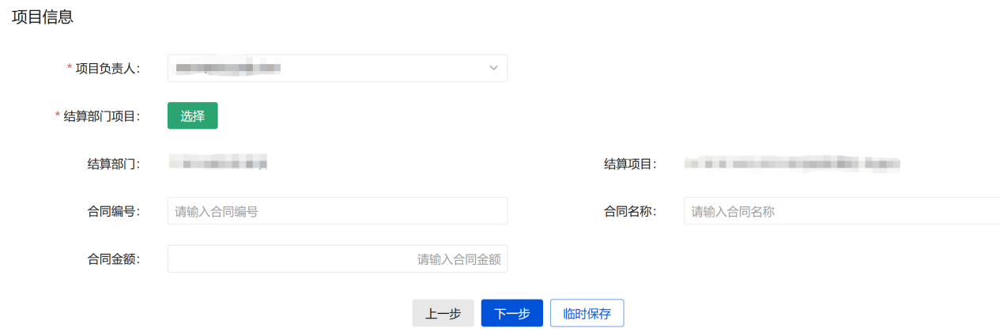 项目信息
* 项目负责人：
* 结算部门项目： 选择
结算部门： 结算项目：
合同编号： 请输入合同编号 合同名称： 请输入合同名称
合同金额： 请输入合同金额
上一步 下一步 临时保存